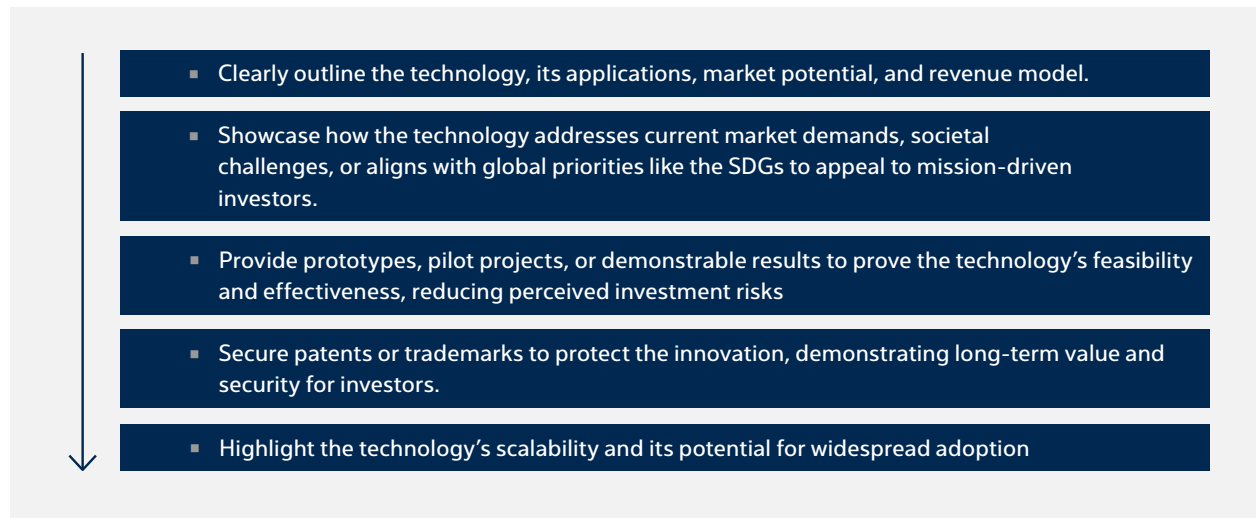 ▪ Clearly outline the technology, its applications, market potential, and revenue model.
▪ Showcase how the technology addresses current market demands, societal
challenges, or aligns with global priorities like the SDGs to appeal to mission-driven
investors.
▪ Provide prototypes, pilot projects, or demonstrable results to prove the technology’s feasibility
and effectiveness, reducing perceived investment risks
▪ Secure patents or trademarks to protect the innovation, demonstrating long-term value and
security for investors.
▪ Highlight the technology’s scalability and its potential for widespread adoption